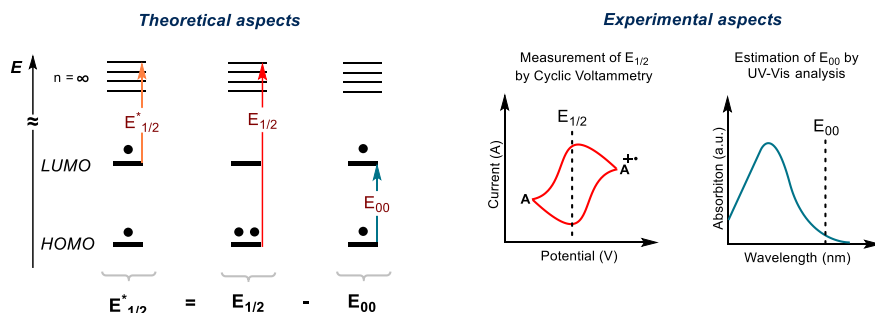 Theoretical aspects
E
n = ∞
≈
E*1/2
E1/2
LUMO
E00
HOMO
E*1/2 = E1/2 - E00
Experimental aspects
Measurement of E1/2
by Cyclic Voltammetry
E1/2
Current (A)
A
A+•
Potential (V)
Estimation of E00 by
UV-Vis analysis
E00
Absorbiton (a.u.)
Wavelength (nm)